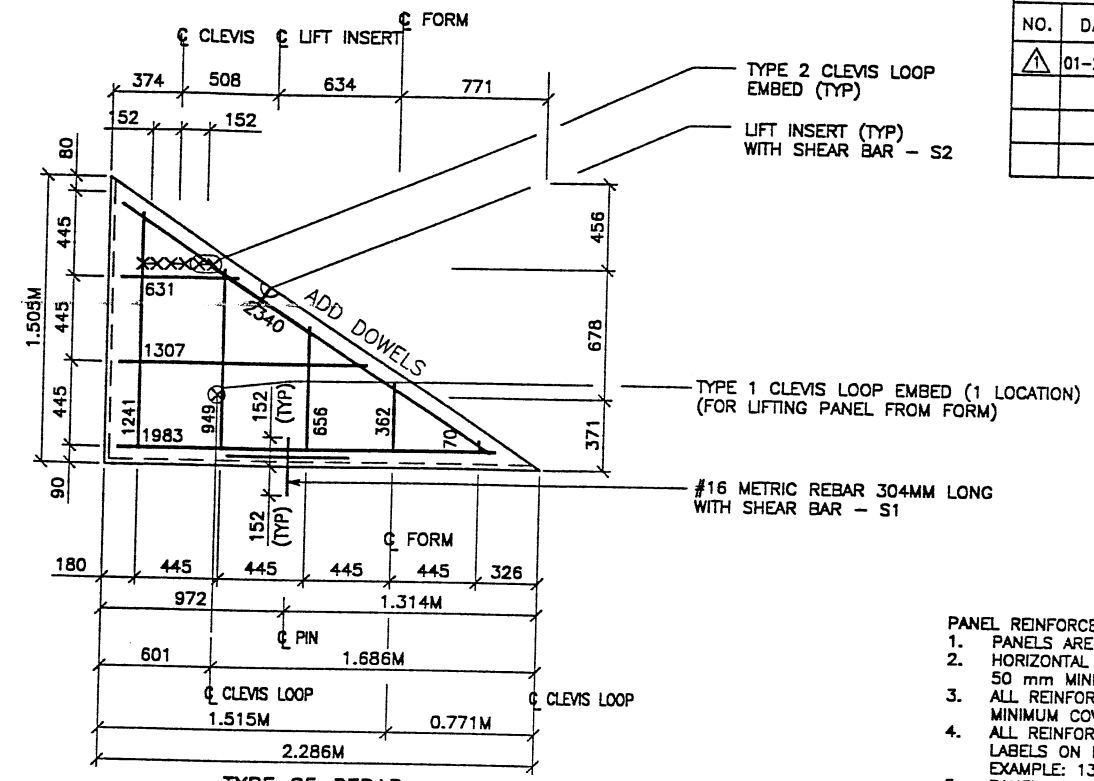 ℄ FORM
℄ CLEVIS ℄ LIFT INSERT
NO.
01-
374 508 634 771
152 152
TYPE 2 CLEVIS LOOP
EMBED (TYP)
LIFT INSERT (TYP)
WITH SHEAR BAR – S2
80
445
445
445
90
1.505M
456
678
371
631
2340
ADD DOWELS
1307
1983
1241
949
152
(TYP)
656
362
70
TYPE 1 CLEVIS LOOP EMBED (1 LOCATION)
(FOR LIFTING PANEL FROM FORM)
#16 METRIC REBAR 304MM LONG
WITH SHEAR BAR – S1
152
(TYP)
℄ FORM
180 445 445 445 445 326
972 1.314M
℄ PIN
601 1.686M
℄ CLEVIS LOOP ℄ CLEVIS LOOP
1.515M 0.771M
2.286M
PANEL
1. PANELS ARE
2. HORIZONTAL
50 mm
3. ALL
MINIMUM
4. ALL
LABELS ON
EXAMPLE: 13